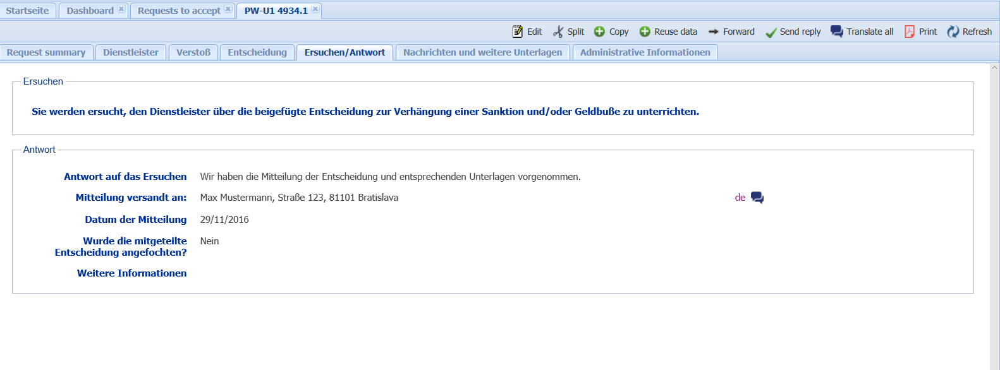 Startseite Dashboard Requests to accept PW-U1 4934.1
Edit Split Copy Reuse data Forward Send reply Translate all Print Refresh
Request summary Dienstleister Verstoß Entscheidung Ersuchen/Antwort Nachrichten und weitere Unterlagen Administrative Informationen
Ersuchen
Sie werden ersucht, den Dienstleister über die beigefügte Entscheidung zur Verhängung einer Sanktion und/oder Geldbuße zu unterrichten.
Antwort
Antwort auf das Ersuchen Wir haben die Mitteilung der Entscheidung und entsprechenden Unterlagen vorgenommen.
Mitteilung versandt an: Max Mustermann, Straße 123, 81101 Bratislava de
Datum der Mitteilung 29/11/2016
Wurde die mitgeteilte Nein
Entscheidung angefochten?
Weitere Informationen